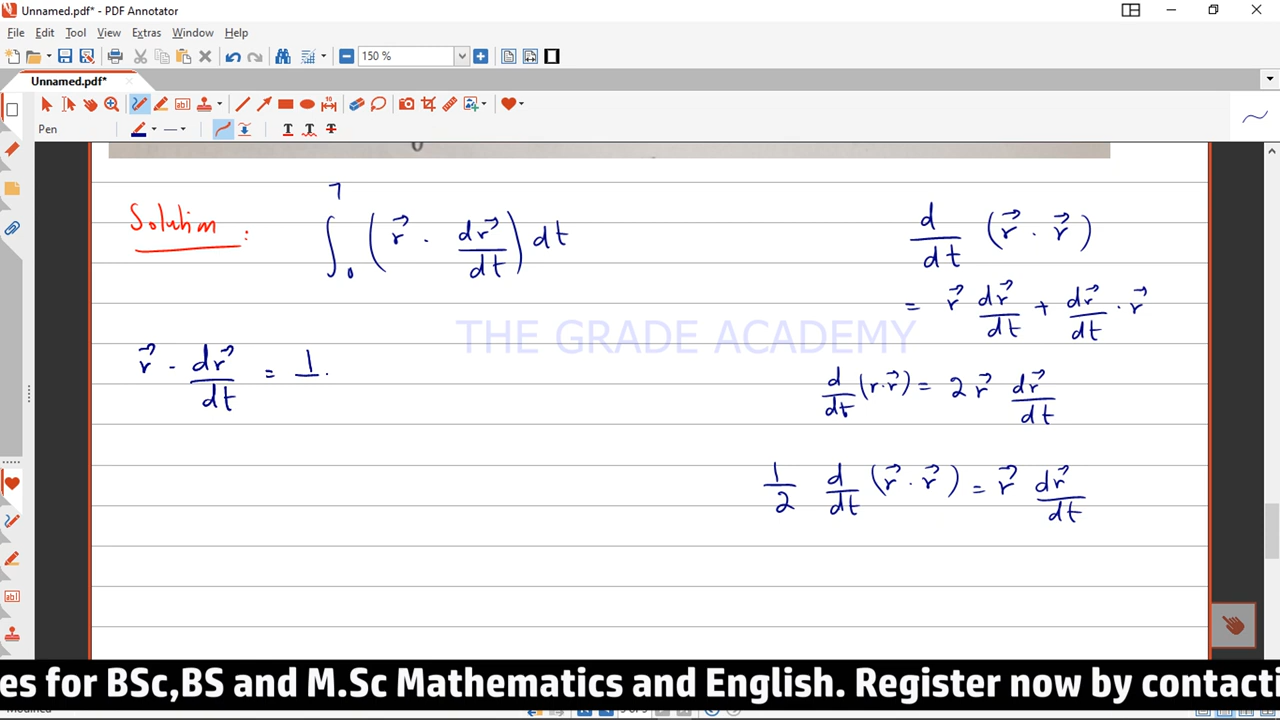 Unnamed.pdf* - PDF Annotator
File Edit Tool View Extras Window Help
150 %
Unnamed.pdf*
Pen
Solution :
∫₀⁷ (r⃗ · dr⃗/dt) dt
d/dt (r⃗ · r⃗)
= r⃗ dr⃗/dt + dr⃗/dt · r⃗
THE GRADE ACADEMY
r⃗ · dr⃗/dt = 1
d/dt (r·r⃗) = 2 r⃗ dr⃗/dt
1/2 d/dt (r⃗ · r⃗) = r⃗ dr⃗/dt
es for BSc,BS and M.Sc Mathematics and English. Register now by contacti